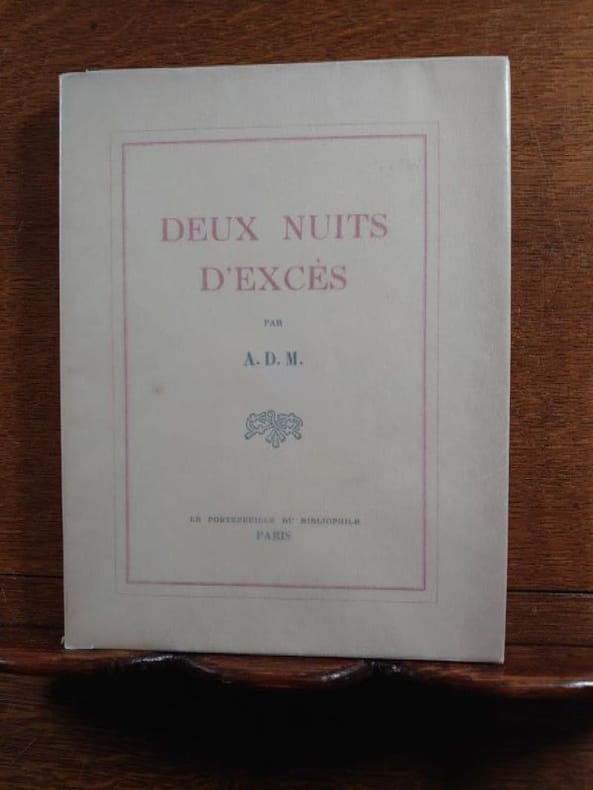 DEUX NUITS
D'EXCÈS
PAR
A. D. M.
LE PORTEFEUILLE DU BIBLIOPHILE
PARIS